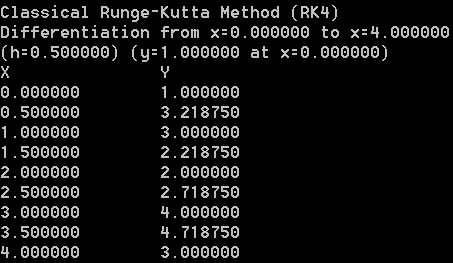 Classical Runge-Kutta Method (RK4)
Differentiation from x=0.000000 to x=4.000000
(h=0.500000) (y=1.000000 at x=0.000000)
X Y
0.000000 1.000000
0.500000 3.218750
1.000000 3.000000
1.500000 2.218750
2.000000 2.000000
2.500000 2.718750
3.000000 4.000000
3.500000 4.718750
4.000000 3.000000